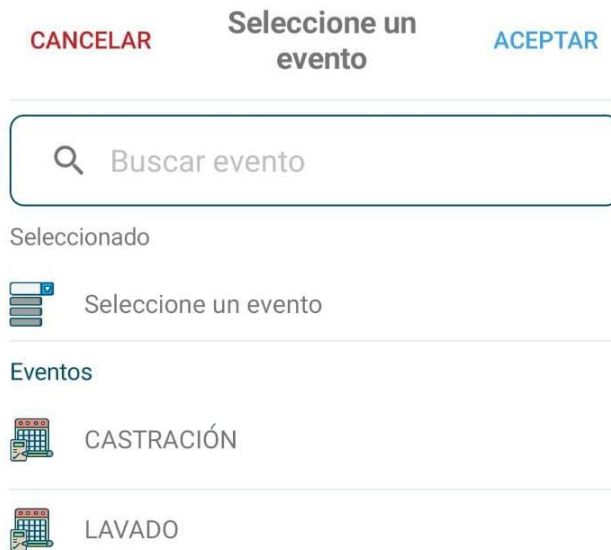 CANCELAR
Seleccione un
evento
ACEPTAR
Buscar evento
Seleccionado
Seleccione un evento
Eventos
CASTRACIÓN
LAVADO